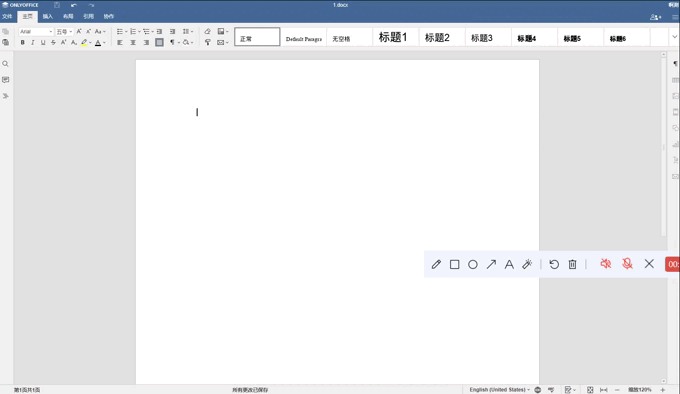 ONLYOFFICE
1.docx
文件 主页 插入 布局 引用 协作
Arial 五号
正常 Default Paragra 无空格 标题1 标题2 标题3 标题4 标题5 标题6
00:
第1页共1页 所有更改已保存 English (United States) 缩放120%